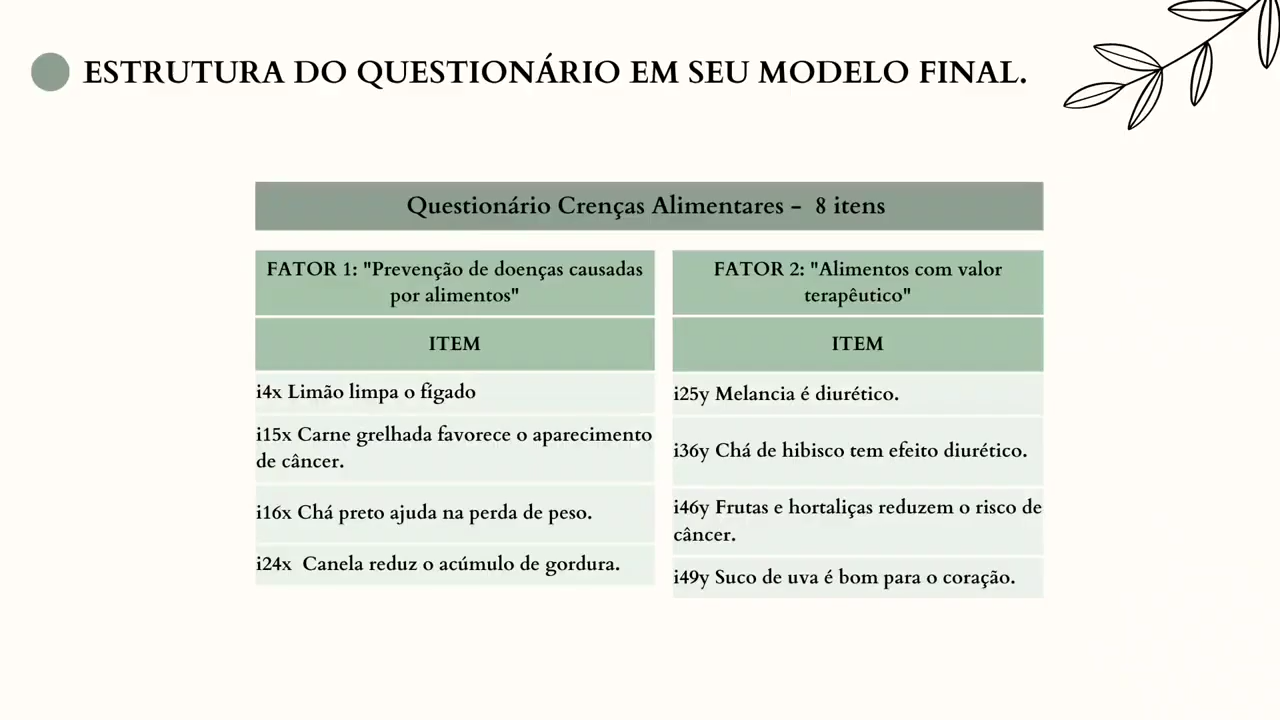 ESTRUTURA DO QUESTIONÁRIO EM SEU MODELO FINAL.
Questionário Crenças Alimentares - 8 itens
FATOR 1: "Prevenção de doenças causadas
por alimentos"
ITEM
i4x Limão limpa o fígado
i15x Carne grelhada favorece o aparecimento
de câncer.
i16x Chá preto ajuda na perda de peso.
i24x Canela reduz o acúmulo de gordura.
FATOR 2: "Alimentos com valor
terapêutico"
ITEM
i25y Melancia é diurético.
i36y Chá de hibisco tem efeito diurético.
i46y Frutas e hortaliças reduzem o risco de
câncer.
i49y Suco de uva é bom para o coração.